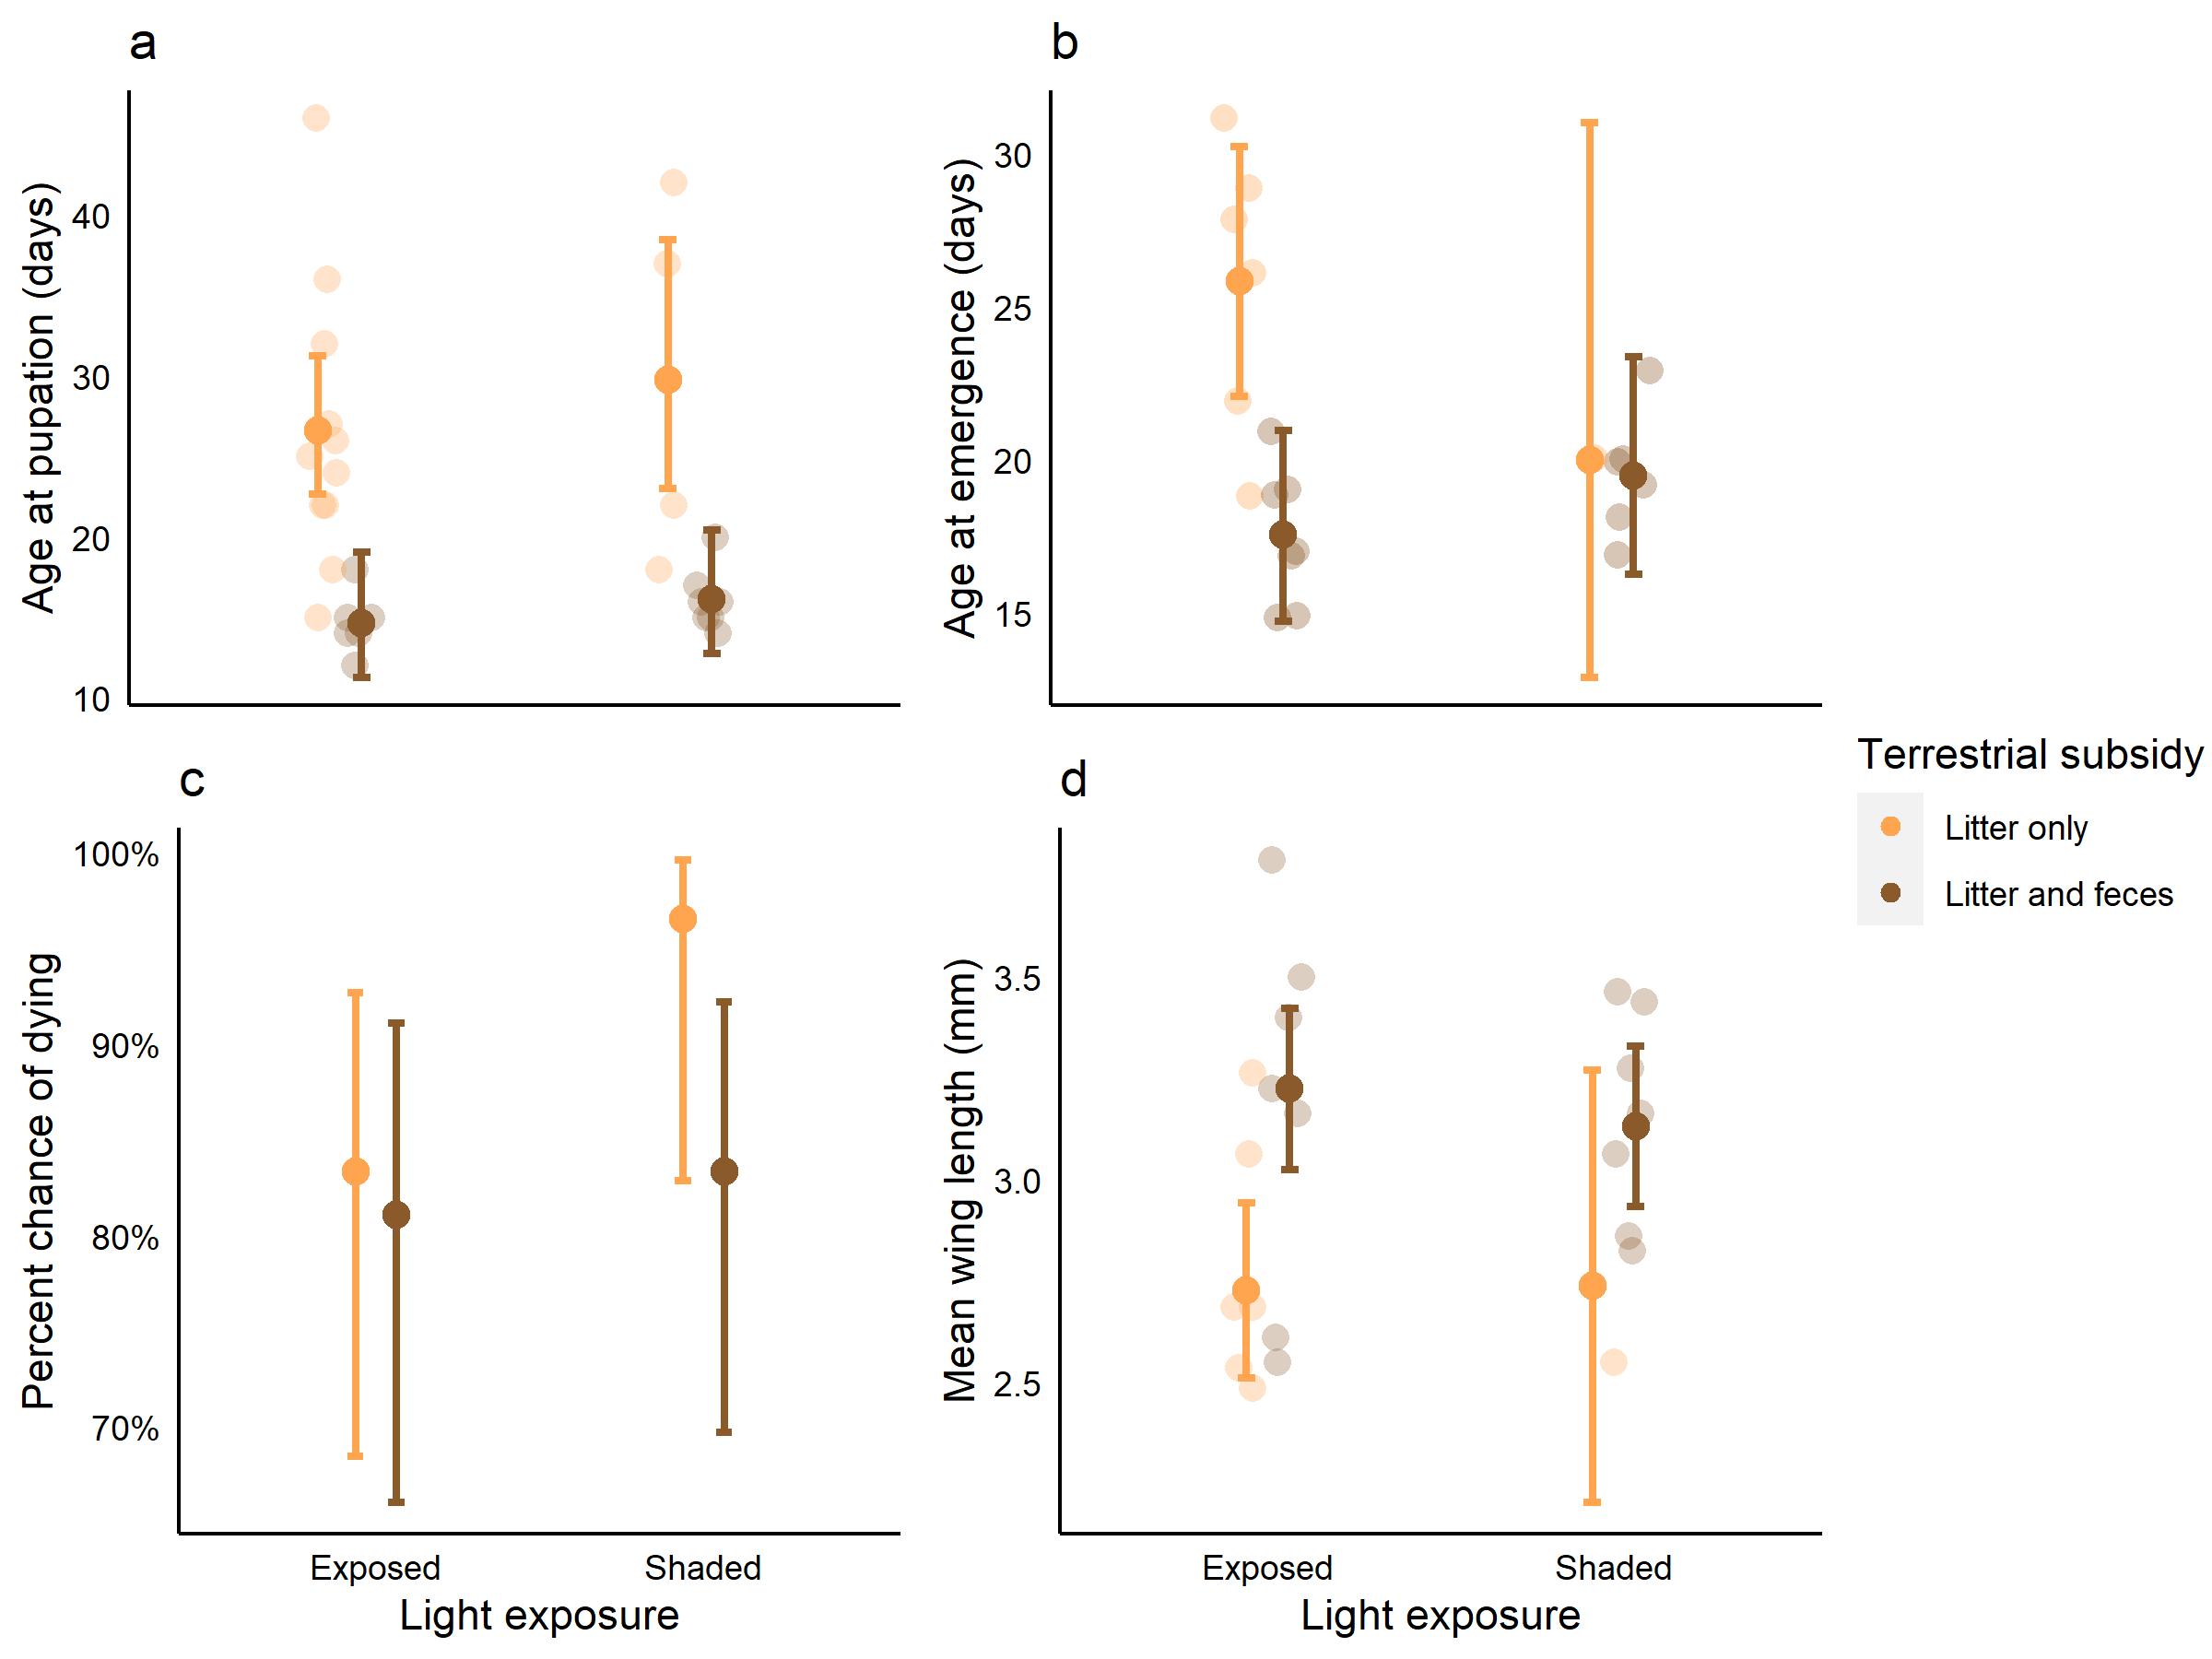 a
Age at pupation (days)
40
30
20
10
b
Age at emergence (days)
30
25
20
15
c
Percent chance of dying
100%
90%
80%
70%
Exposed
Shaded
Light exposure
d
Mean wing length (mm)
3.5
3.0
2.5
Exposed
Shaded
Light exposure
Terrestrial subsidy
Litter only
Litter and feces